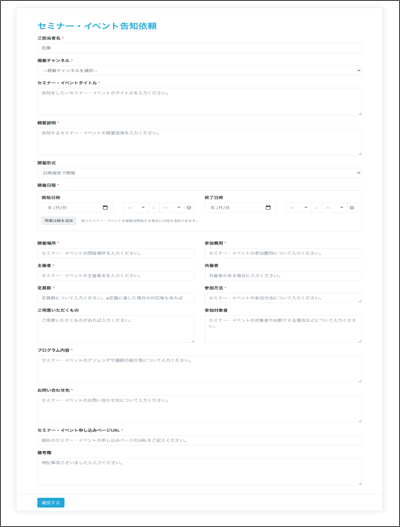 セミナー・イベント告知依頼
ご担当者名 *
佐藤
掲載チャンネル *
---掲載チャンネルを選択---
セミナー・イベントタイトル *
告知をしたいセミナー・イベントのタイトルを入力ください。
概要説明 *
告知するセミナー・イベントの概要説明を入力ください。
開催形式
日時指定で開催
開催日程 *
開始日時
終了日時
年 /月/日
-- : --
年 /月/日
-- : --
開催日時を追加
開催場所 *
参加費用 *
セミナー・イベントの開催場所を入力ください。
セミナー・イベントの参加費用について入力ください。
主催者 *
共催者
セミナー・イベントの主催者名を入力ください。
共催者がある場合に入力ください。
定員数 *
参加方法 *
定員数について入力ください。※定員に達した場合の対応等もあれば
セミナー・イベントの参加方法について入力ください。
ご用意いただくもの
参加対象者
ご用意いただくものがあれば入力ください。
セミナー・イベントの対象者やお断りする場合などについて入力ください。
プログラム内容 *
セミナー・イベントのアジェンダや講師の紹介等について入力ください。
お問い合わせ先 *
セミナー・イベントのお問い合わせ先について入力ください。
セミナー・イベント申し込みページURL *
貴社のセミナー・イベントの申し込みページのURLをご記入ください。
備考欄
特記事項ございましたら入力ください。
確認する